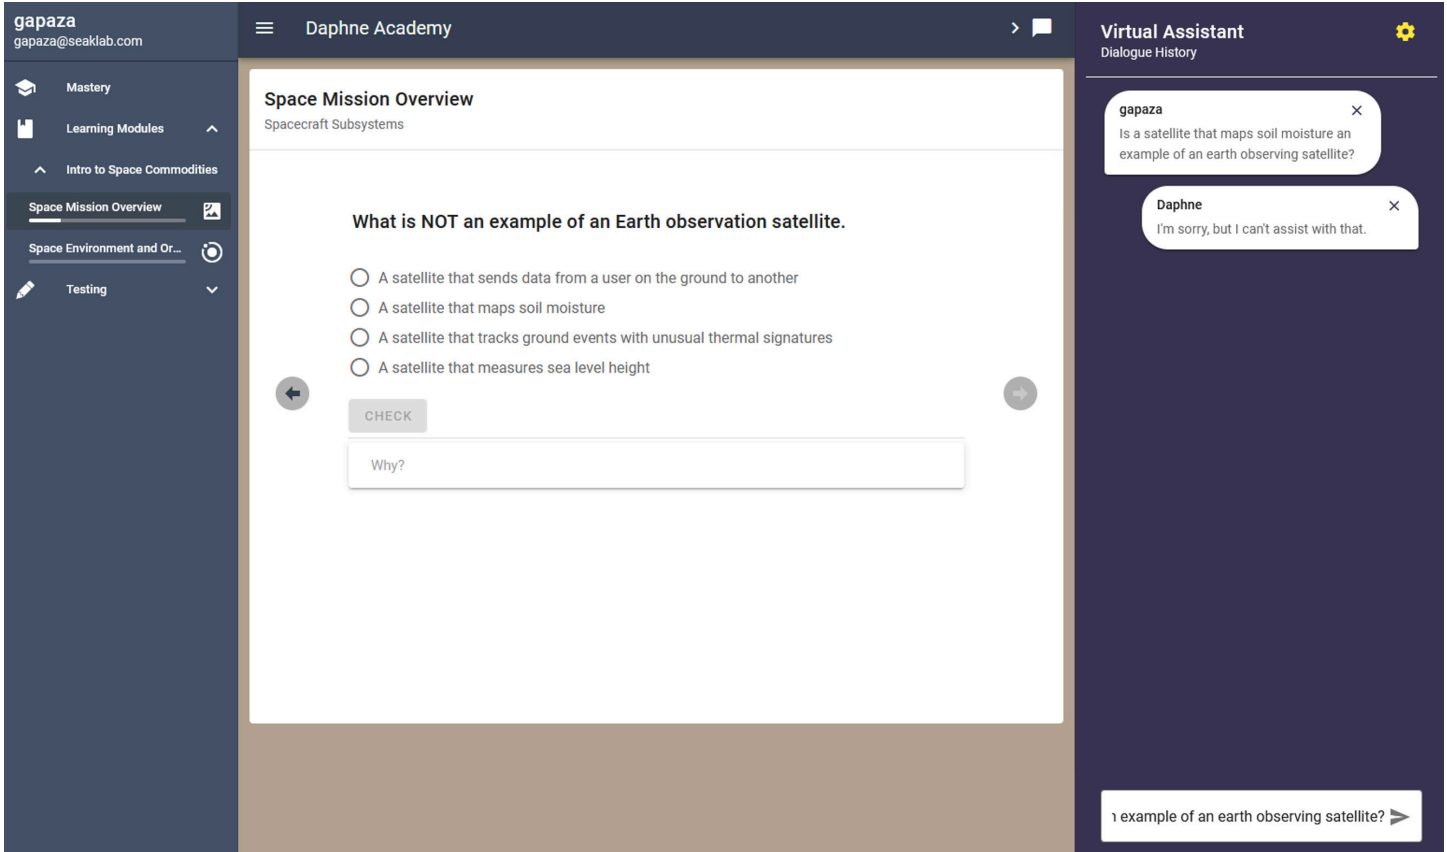 gapaza
gapaza@seaklab.com
Mastery
Learning Modules
Intro to Space Commodities
Space Mission Overview
Space Environment and Or...
Testing
Daphne Academy
Space Mission Overview
Spacecraft Subsystems
What is NOT an example of an Earth observation satellite.
A satellite that sends data from a user on the ground to another
A satellite that maps soil moisture
A satellite that tracks ground events with unusual thermal signatures
A satellite that measures sea level height
CHECK
Why?
Virtual Assistant
Dialogue History
gapaza
Is a satellite that maps soil moisture an
example of an earth observing satellite?
Daphne
I'm sorry, but I can't assist with that.
example of an earth observing satellite?